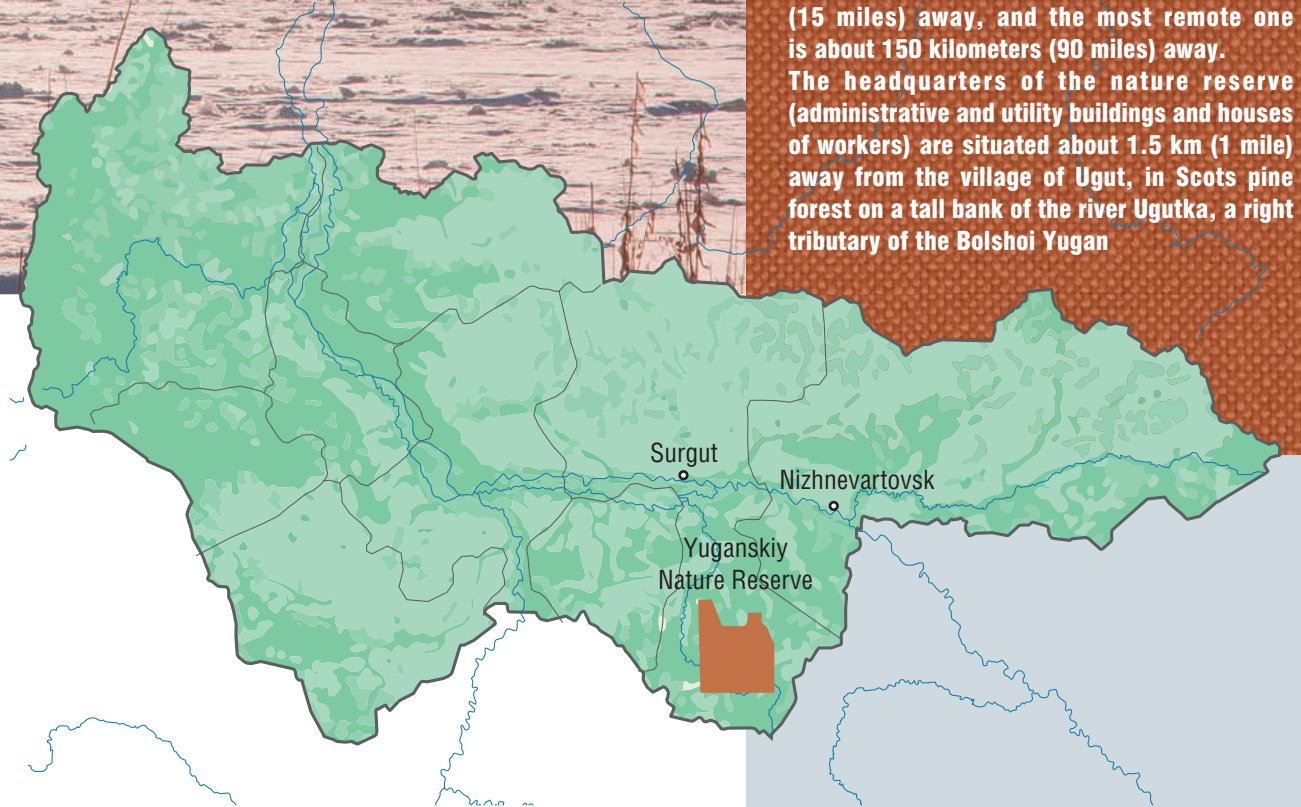 (15 miles) away, and the most remote one
is about 150 kilometers (90 miles) away.
The headquarters of the nature reserve
(administrative and utility buildings and houses
of workers) are situated about 1.5 km (1 mile)
away from the village of Ugut, in Scots pine
forest on a tall bank of the river Ugutka, a right
tributary of the Bolshoi Yugan
Surgut
Nizhnevartovsk
Yuganskiy
Nature Reserve